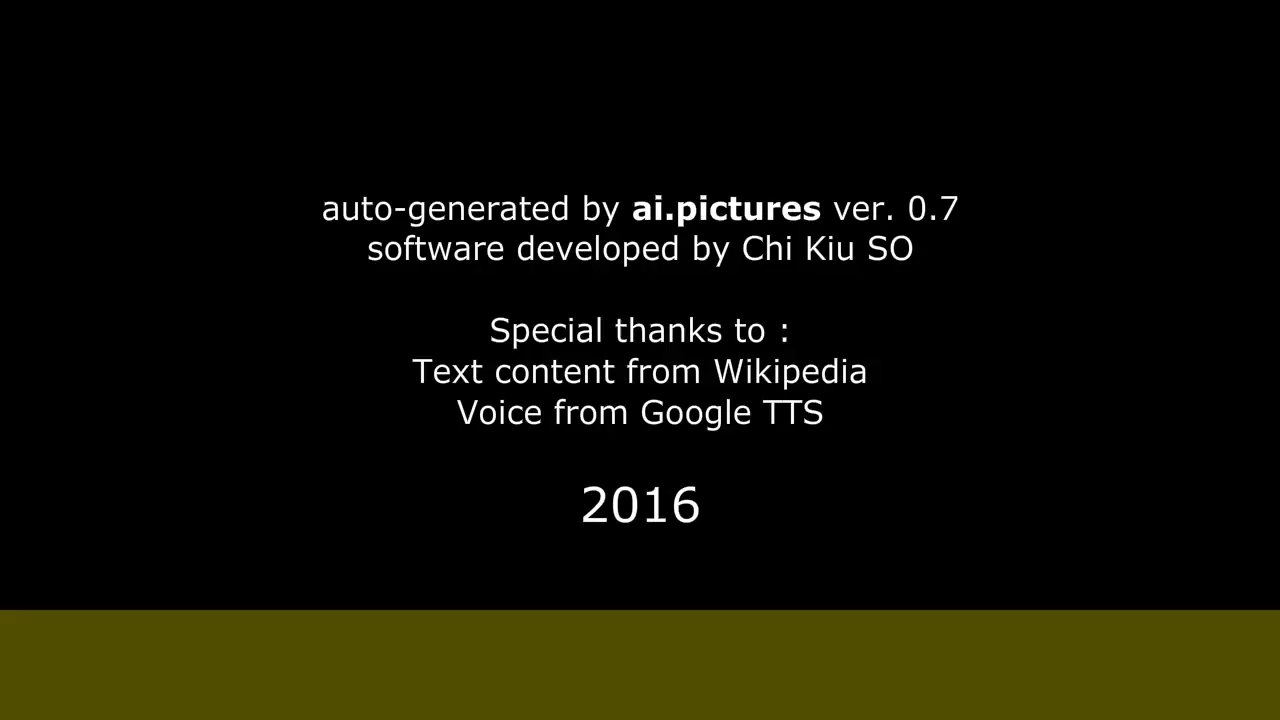 auto-generated by ai.pictures ver. 0.7
software developed by Chi Kiu SO
Special thanks to :
Text content from Wikipedia
Voice from Google TTS
2016